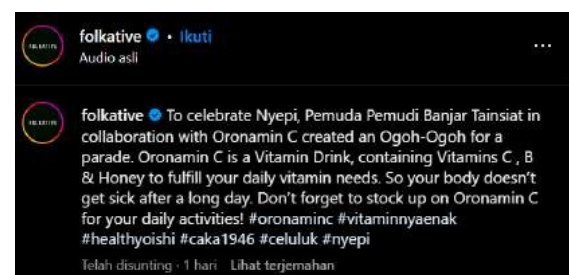 folkative • Ikuti
Audio asli
folkative To celebrate Nyepi, Pemuda Pemudi Banjar Tainsiat in
collaboration with Oronamin C created an Ogoh-Ogoh for a
parade. Oronamin C is a Vitamin Drink, containing Vitamins C , B
& Honey to fulfill your daily vitamin needs. So your body doesn't
get sick after a long day. Don't forget to stock up on Oronamin C
for your daily activities! #oronaminc #vitaminnyaenak
#healthyoishi #caka1946 #celuluk #nyepi
Telah disunting · 1 hari Lihat terjemahan